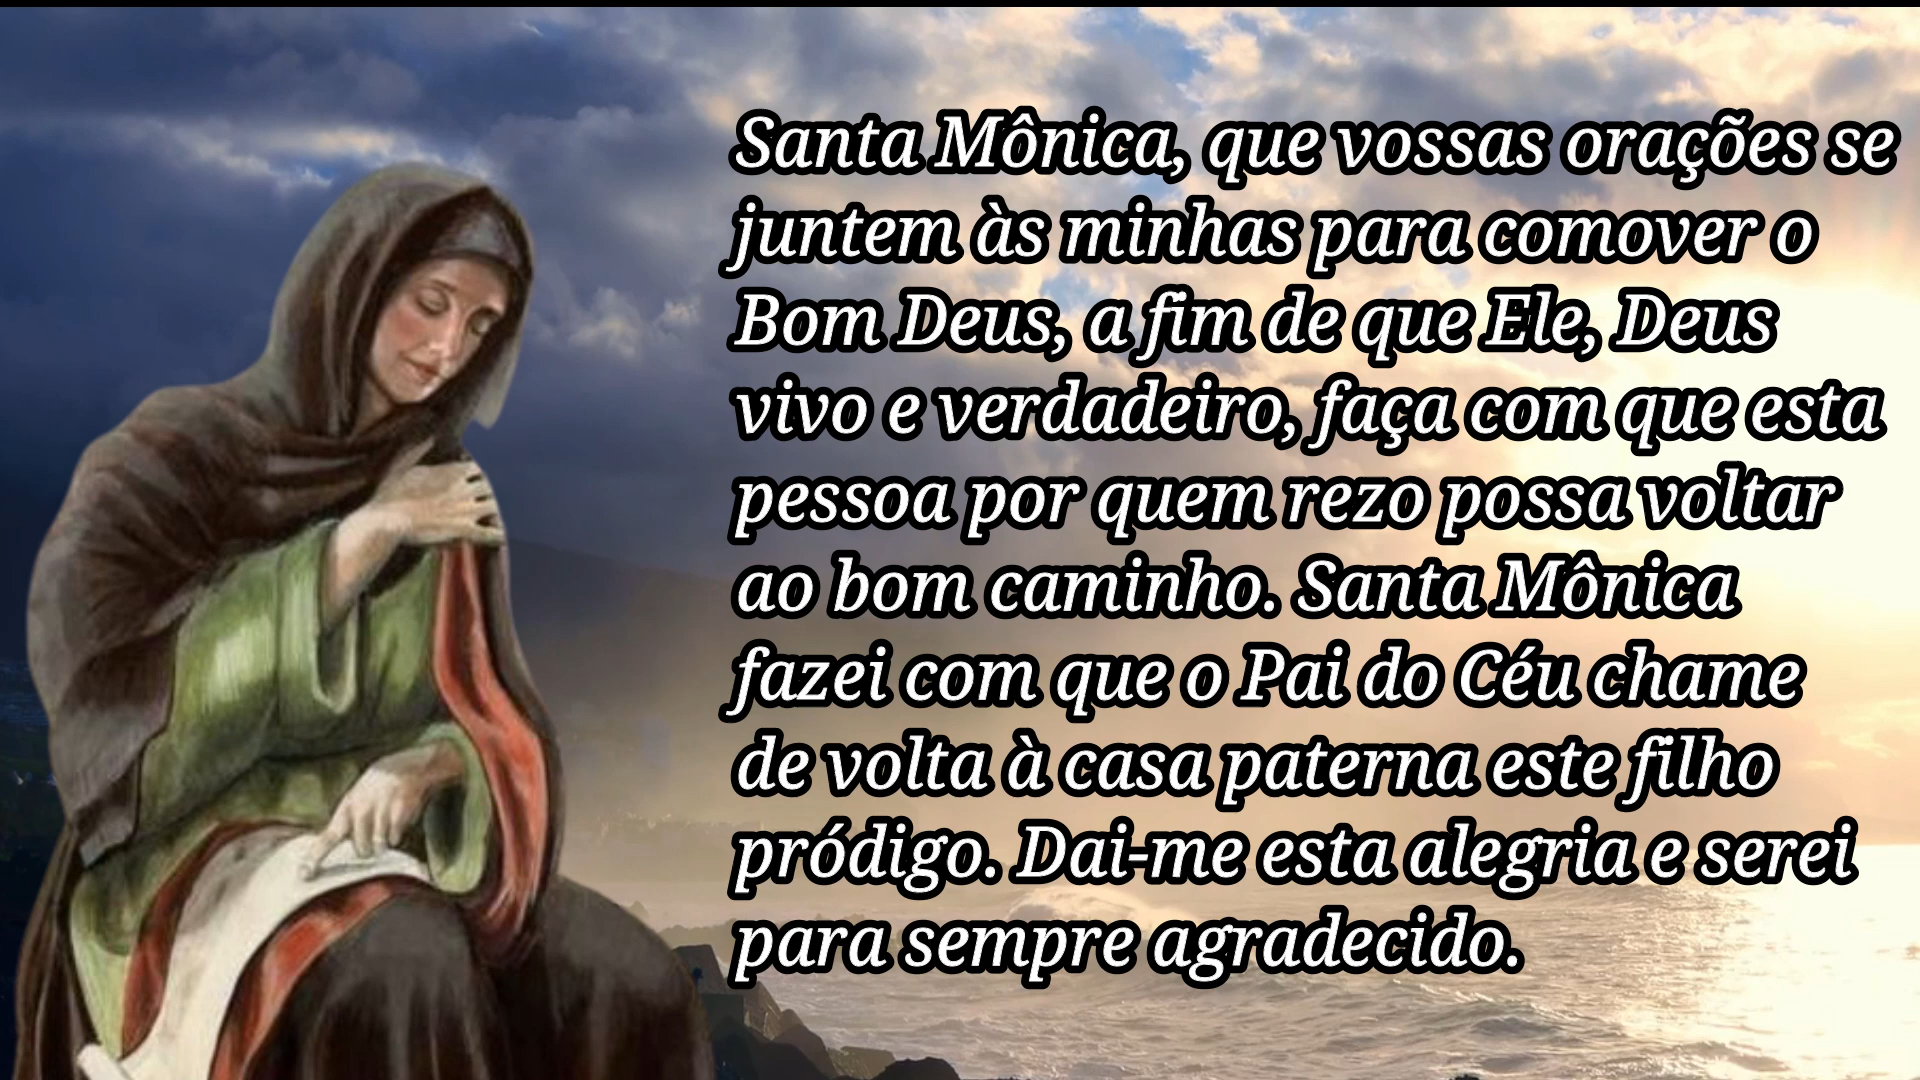 Santa Mônica, que vossas orações se
juntem às minhas para comover o
Bom Deus, a fim de que Ele, Deus
vivo e verdadeiro, faça com que esta
pessoa por quem rezo possa voltar
ao bom caminho. Santa Mônica
fazei com que o Pai do Céu chame
de volta à casa paterna este filho
pródigo. Dai-me esta alegria e serei
para sempre agradecido.